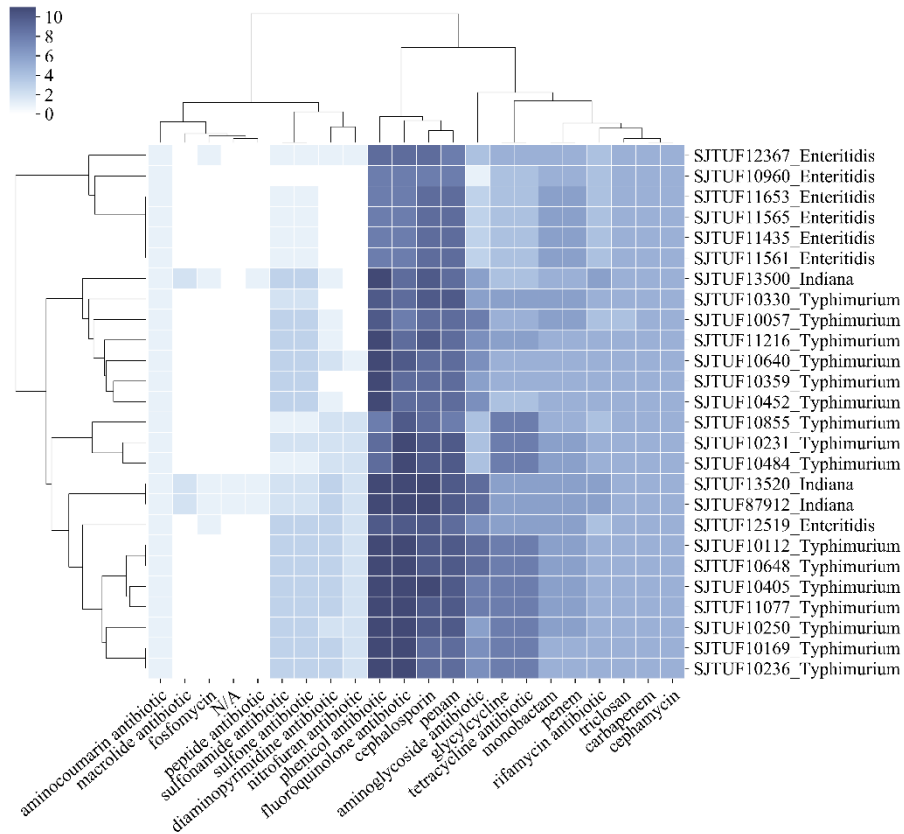 10
8
6
4
2
0
SJTUF12367_Enteritidis
SJTUF10960_Enteritidis
SJTUF11653_Enteritidis
SJTUF11565_Enteritidis
SJTUF11435_Enteritidis
SJTUF11561_Enteritidis
SJTUF13500_Indiana
SJTUF10330_Typhimurium
SJTUF10057_Typhimurium
SJTUF11216_Typhimurium
SJTUF10640_Typhimurium
SJTUF10359_Typhimurium
SJTUF10452_Typhimurium
SJTUF10855_Typhimurium
SJTUF10231_Typhimurium
SJTUF10484_Typhimurium
SJTUF13520_Indiana
SJTUF87912_Indiana
SJTUF12519_Enteritidis
SJTUF10112_Typhimurium
SJTUF10648_Typhimurium
SJTUF10405_Typhimurium
SJTUF11077_Typhimurium
SJTUF10250_Typhimurium
SJTUF10169_Typhimurium
SJTUF10236_Typhimurium
aminocoumarin antibiotic
macrolide antibiotic
fosfomycin
N/A
peptide antibiotic
sulfonamide antibiotic
sulfone antibiotic
diaminopyrimidine antibiotic
nitrofuran antibiotic
phenicol antibiotic
fluoroquinolone antibiotic
cephalosporin
penam
aminoglycoside antibiotic
glycylcycline
tetracycline antibiotic
monobactam
penem
rifamycin antibiotic
triclosan
carbapenem
cephamycin